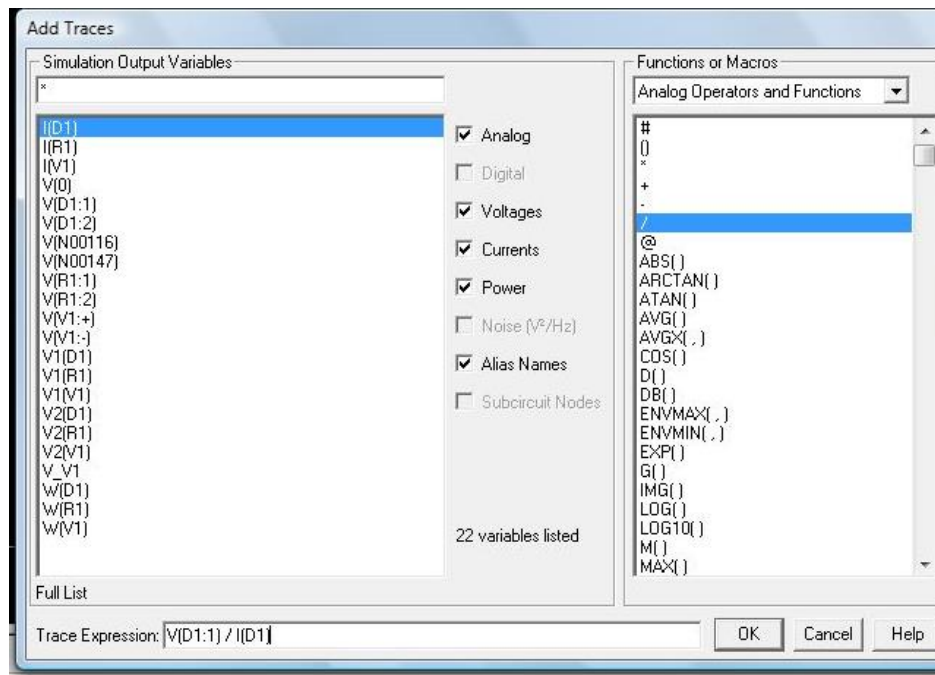 Add Traces
Simulation Output Variables
*
I(D1)
I(R1)
I(V1)
V(0)
V(D1:1)
V(D1:2)
V(N00116)
V(N00147)
V(R1:1)
V(R1:2)
V(V1:+)
V(V1:-)
V1(D1)
V1(R1)
V1(V1)
V2(D1)
V2(R1)
V2(V1)
V_V1
W(D1)
W(R1)
W(V1)
Analog
Digital
Voltages
Currents
Power
Noise (V²/Hz)
Alias Names
Subcircuit Nodes
22 variables listed
Full List
Functions or Macros
Analog Operators and Functions
#
()
*
+
-
/
@
ABS()
ARCTAN()
ATAN()
AVG()
AVGX(,)
COS()
D()
DB()
ENVMAX(,)
ENVMIN(,)
EXP()
G()
IMG()
LOG()
LOG10()
M()
MAX()
Trace Expression: V(D1:1) / I(D1)
OK
Cancel
Help